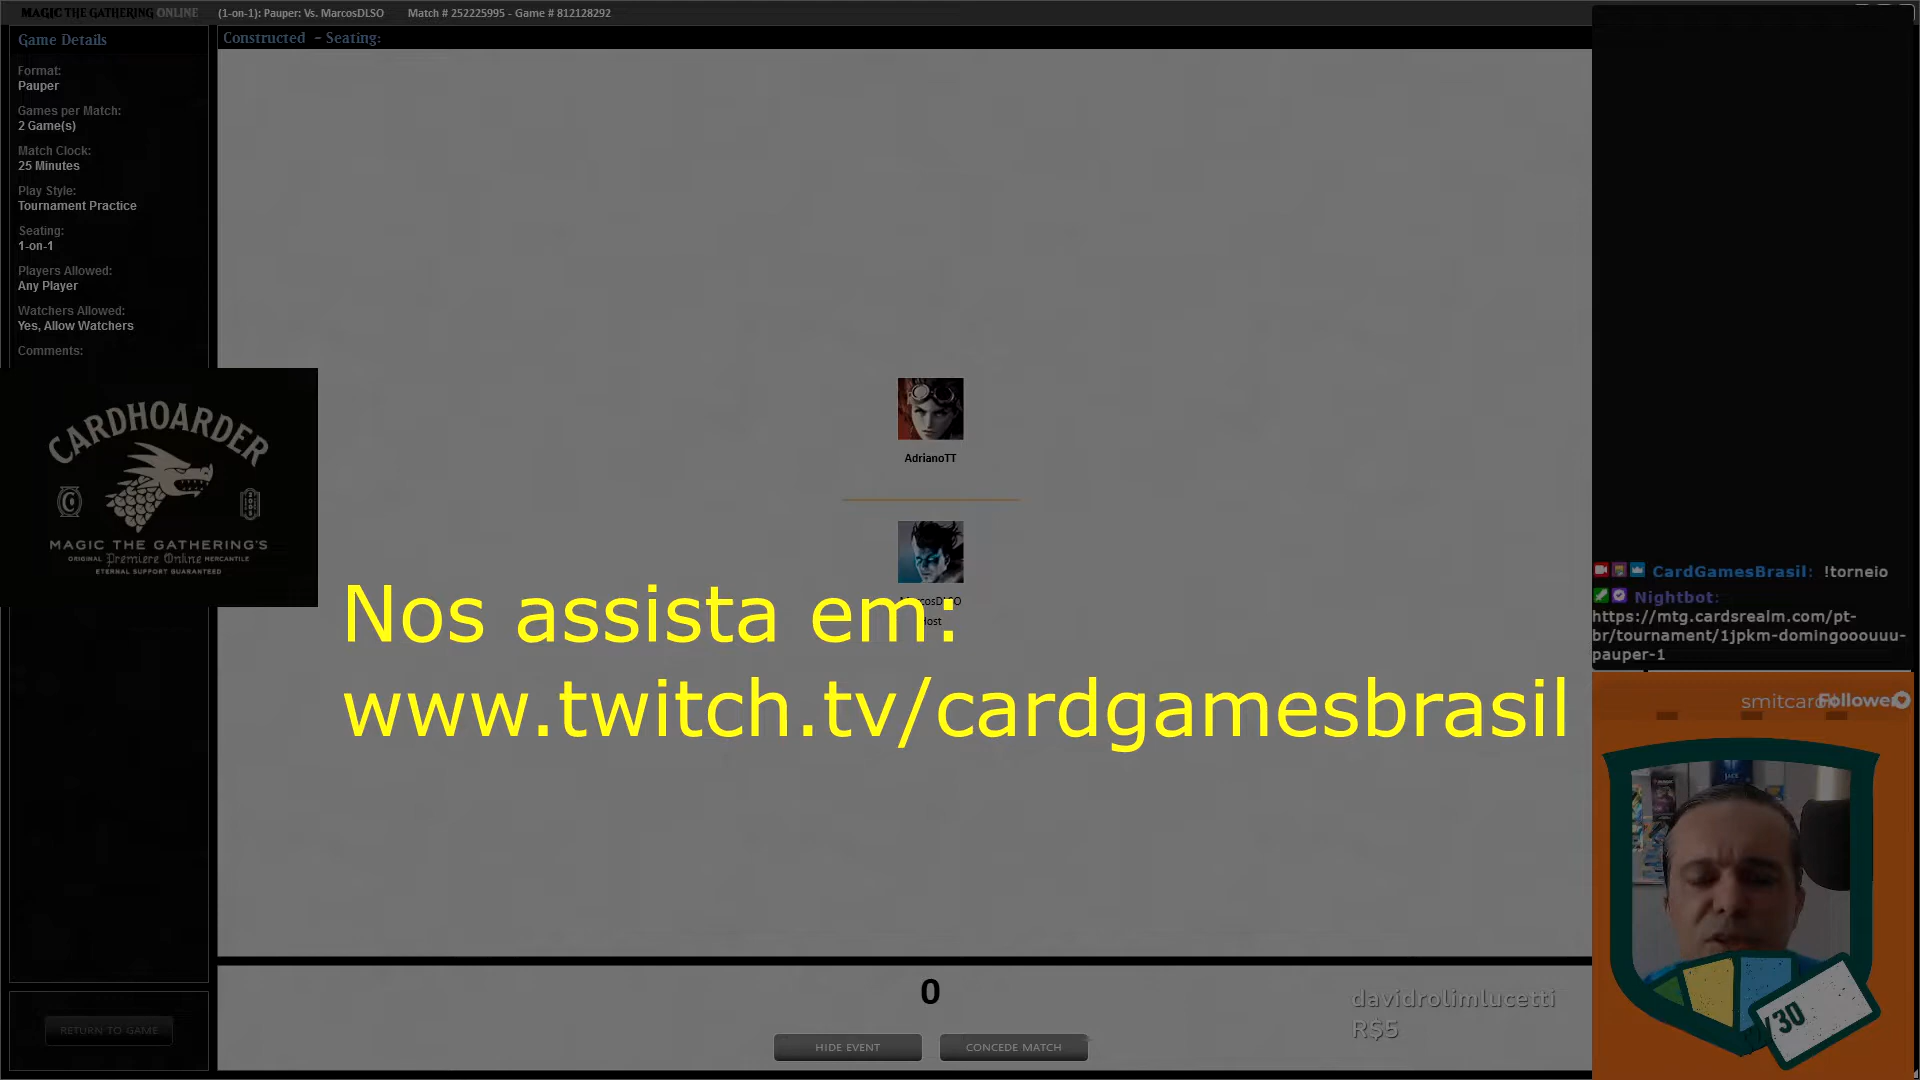 MAGIC THE GATHERING ONLINE
(1-on-1): Pauper: Vs. MarcosDLSO
Match # 252225995 - Game # 812128292
Game Details
Format:
Pauper
Games per Match:
2 Game(s)
Match Clock:
25 Minutes
Play Style:
Tournament Practice
Seating:
1-on-1
Players Allowed:
Any Player
Watchers Allowed:
Yes, Allow Watchers
Comments:
Constructed - Seating:
CARDHOARDER
C
MAGIC THE GATHERING'S
ORIGINAL Premiere Online MERCANTILE
ETERNAL SUPPORT GUARANTEED
AdrianoTT
Nos assista em:
www.twitch.tv/cardgamesbrasil
CardGamesBrasil: !torneio
Nightbot:
https://mtg.cardsrealm.com/pt-
br/tournament/1jpkm-domingooouuu-
pauper-1
Follower
JACE
/30
0
davidrolimlucetti
R$5
RETURN TO GAME
HIDE EVENT
CONCEDE MATCH